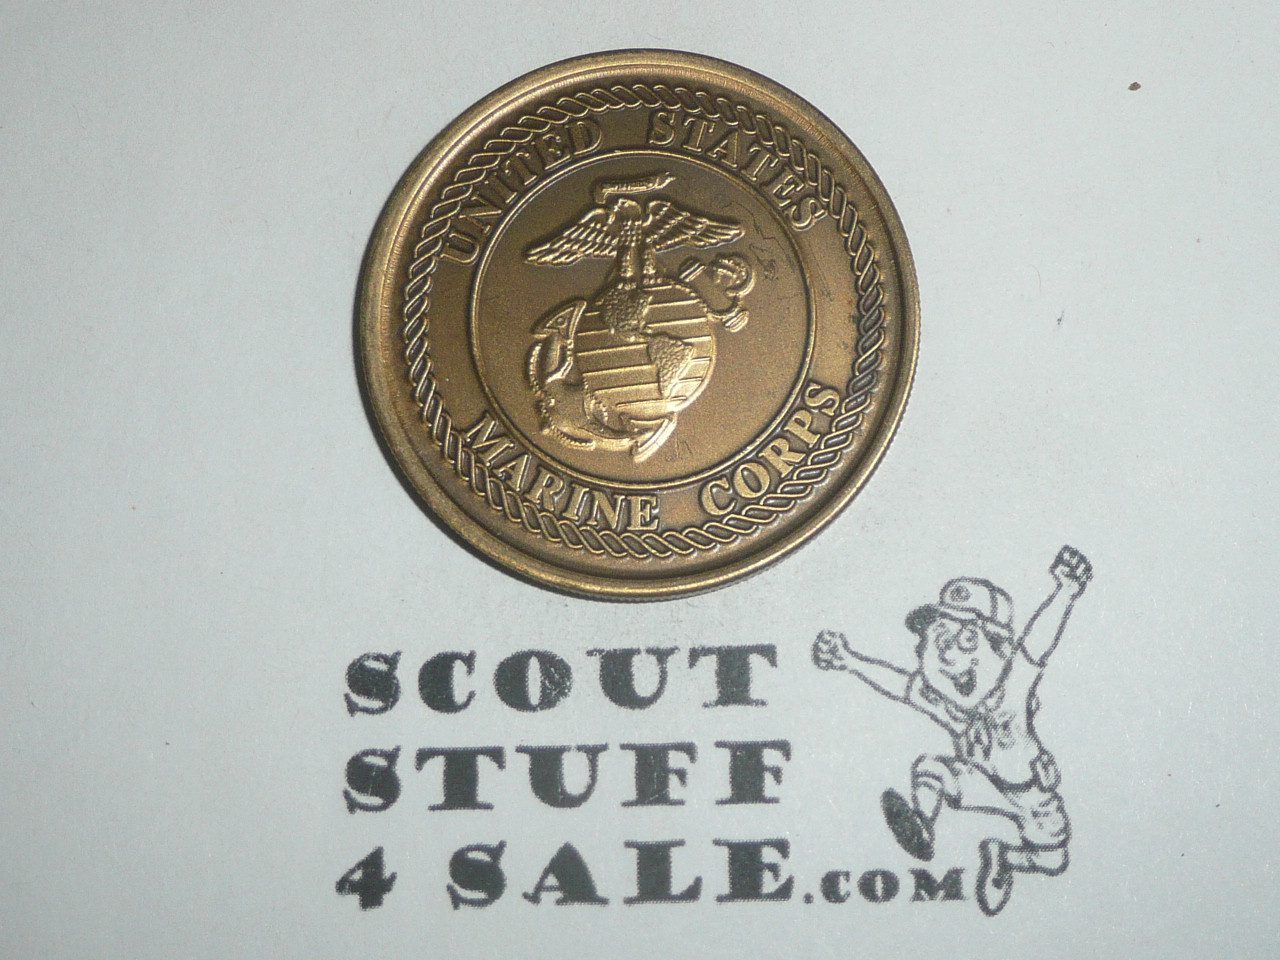 UNITED STATES
MARINE CORPS
SCOUT
STUFF
4 SALE.COM